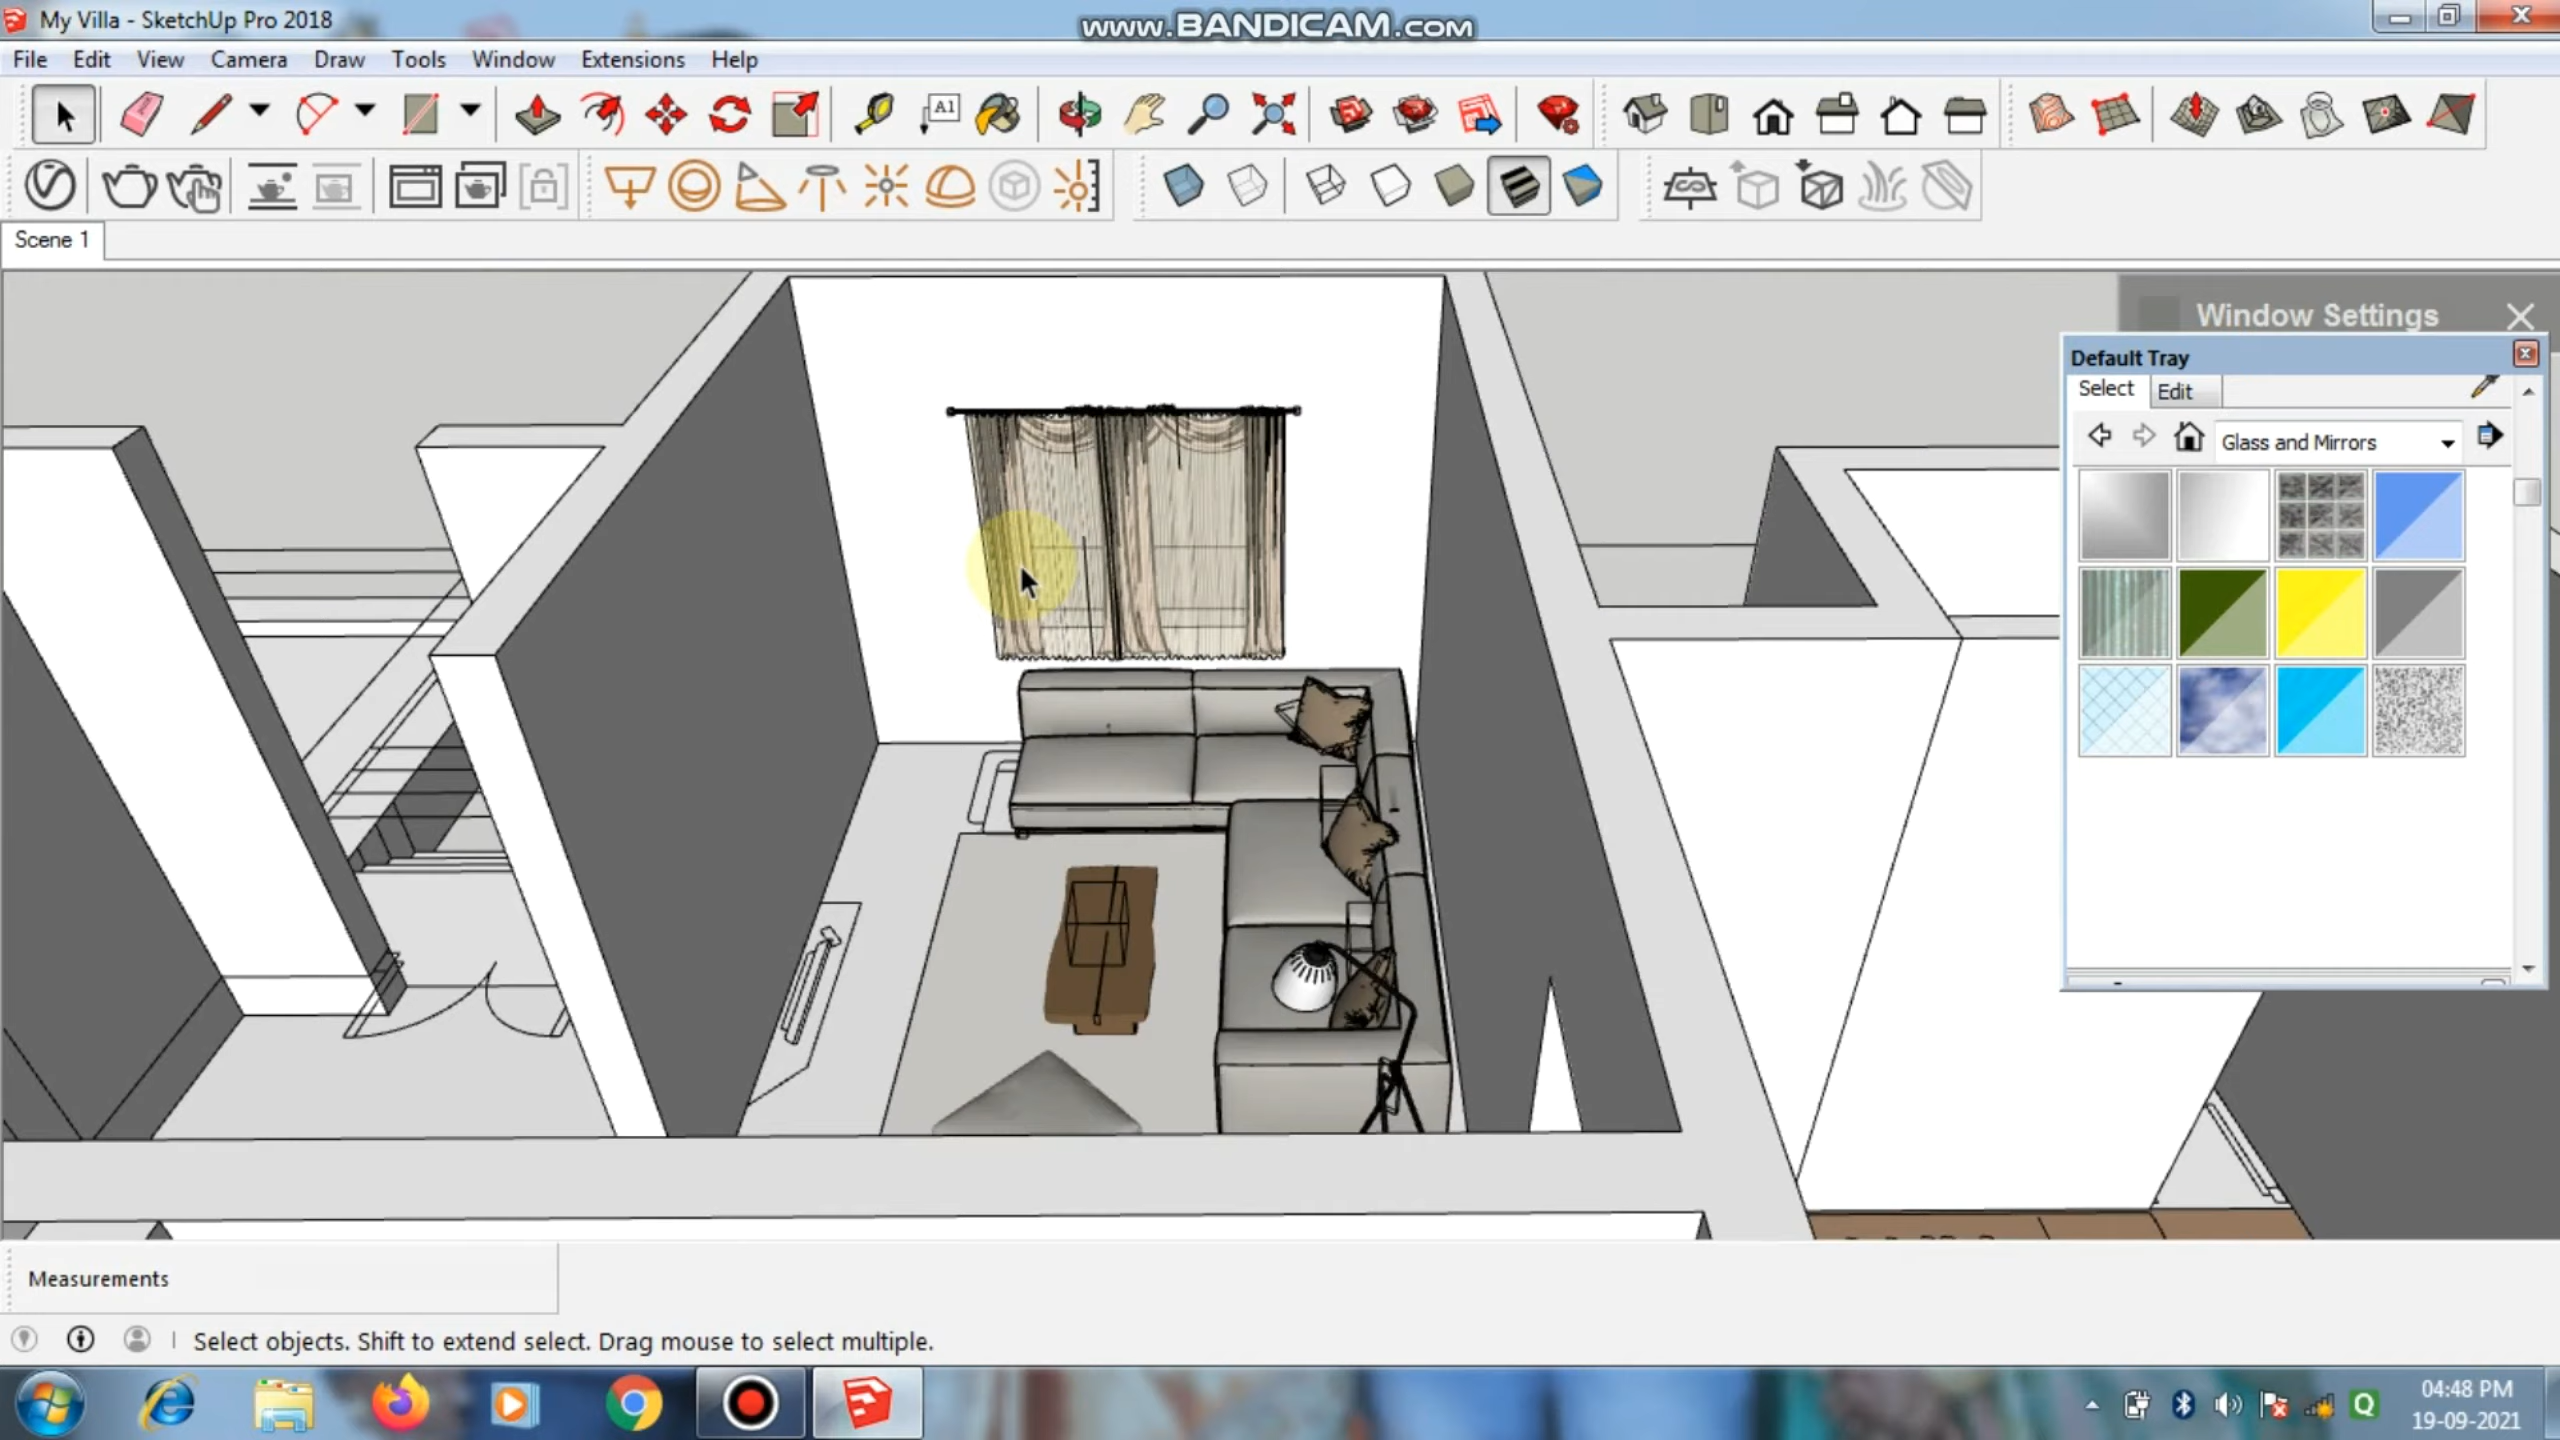 My Villa - SketchUp Pro 2018
www.BANDICAM.com
File Edit View Camera Draw Tools Window Extensions Help
A1
Scene 1
Window Settings
Default Tray
Select Edit
Glass and Mirrors
Measurements
Select objects. Shift to extend select. Drag mouse to select multiple.
04:48 PM
19-09-2021